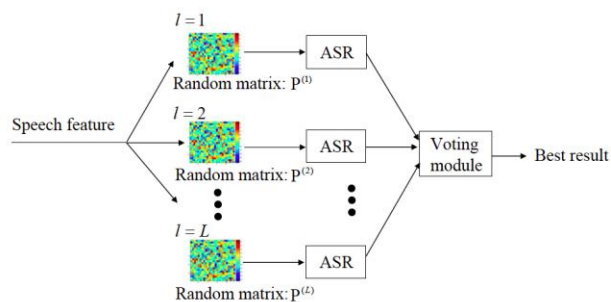 l = 1
ASR
Random matrix: P⁽¹⁾
Speech feature
l = 2
ASR
Voting
module
Best result
Random matrix: P⁽²⁾
l = L
ASR
Random matrix: P⁽ᴸ⁾